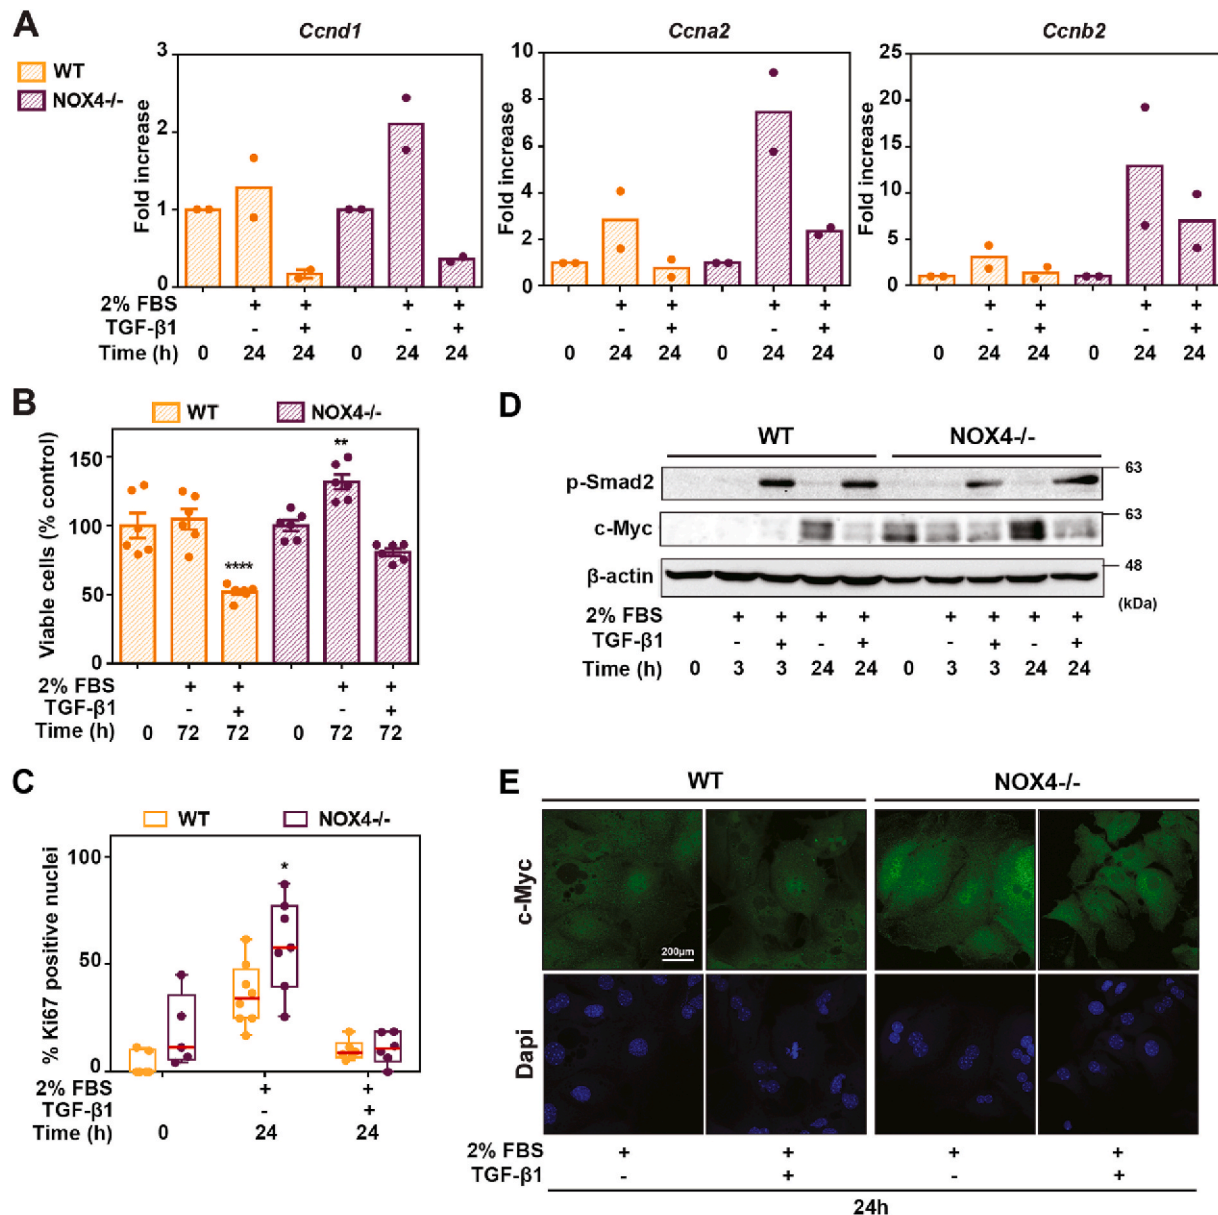 A
WT
NOX4-/-
Ccnd1
Fold increase
3
2
1
0
Ccna2
Fold increase
10
8
6
4
2
0
Ccnb2
Fold increase
25
20
15
10
5
0
2% FBS + + + + + + + + + + + +
TGF-β1 - + - + - + - + - + - +
Time (h) 0 24 24 0 24 24 0 24 24 0 24 24 0 24 24 0 24 24
B
WT NOX4-/-
Viable cells (% control)
150
100
50
0
** 
****
2% FBS + + + +
TGF-β1 - + - +
Time (h) 0 72 72 0 72 72
C
WT NOX4-/-
% Ki67 positive nuclei
100
50
0
*
2% FBS + +
TGF-β1 - +
Time (h) 0 24 24
D
WT NOX4-/-
p-Smad2 63
c-Myc 63
β-actin 48
(kDa)
2% FBS + + + + + + + +
TGF-β1 - + - + - + - +
Time (h) 0 3 3 24 24 0 3 3 24 24
E
WT NOX4-/-
c-Myc
200μm
Dapi
2% FBS + + + +
TGF-β1 - + - +
24h